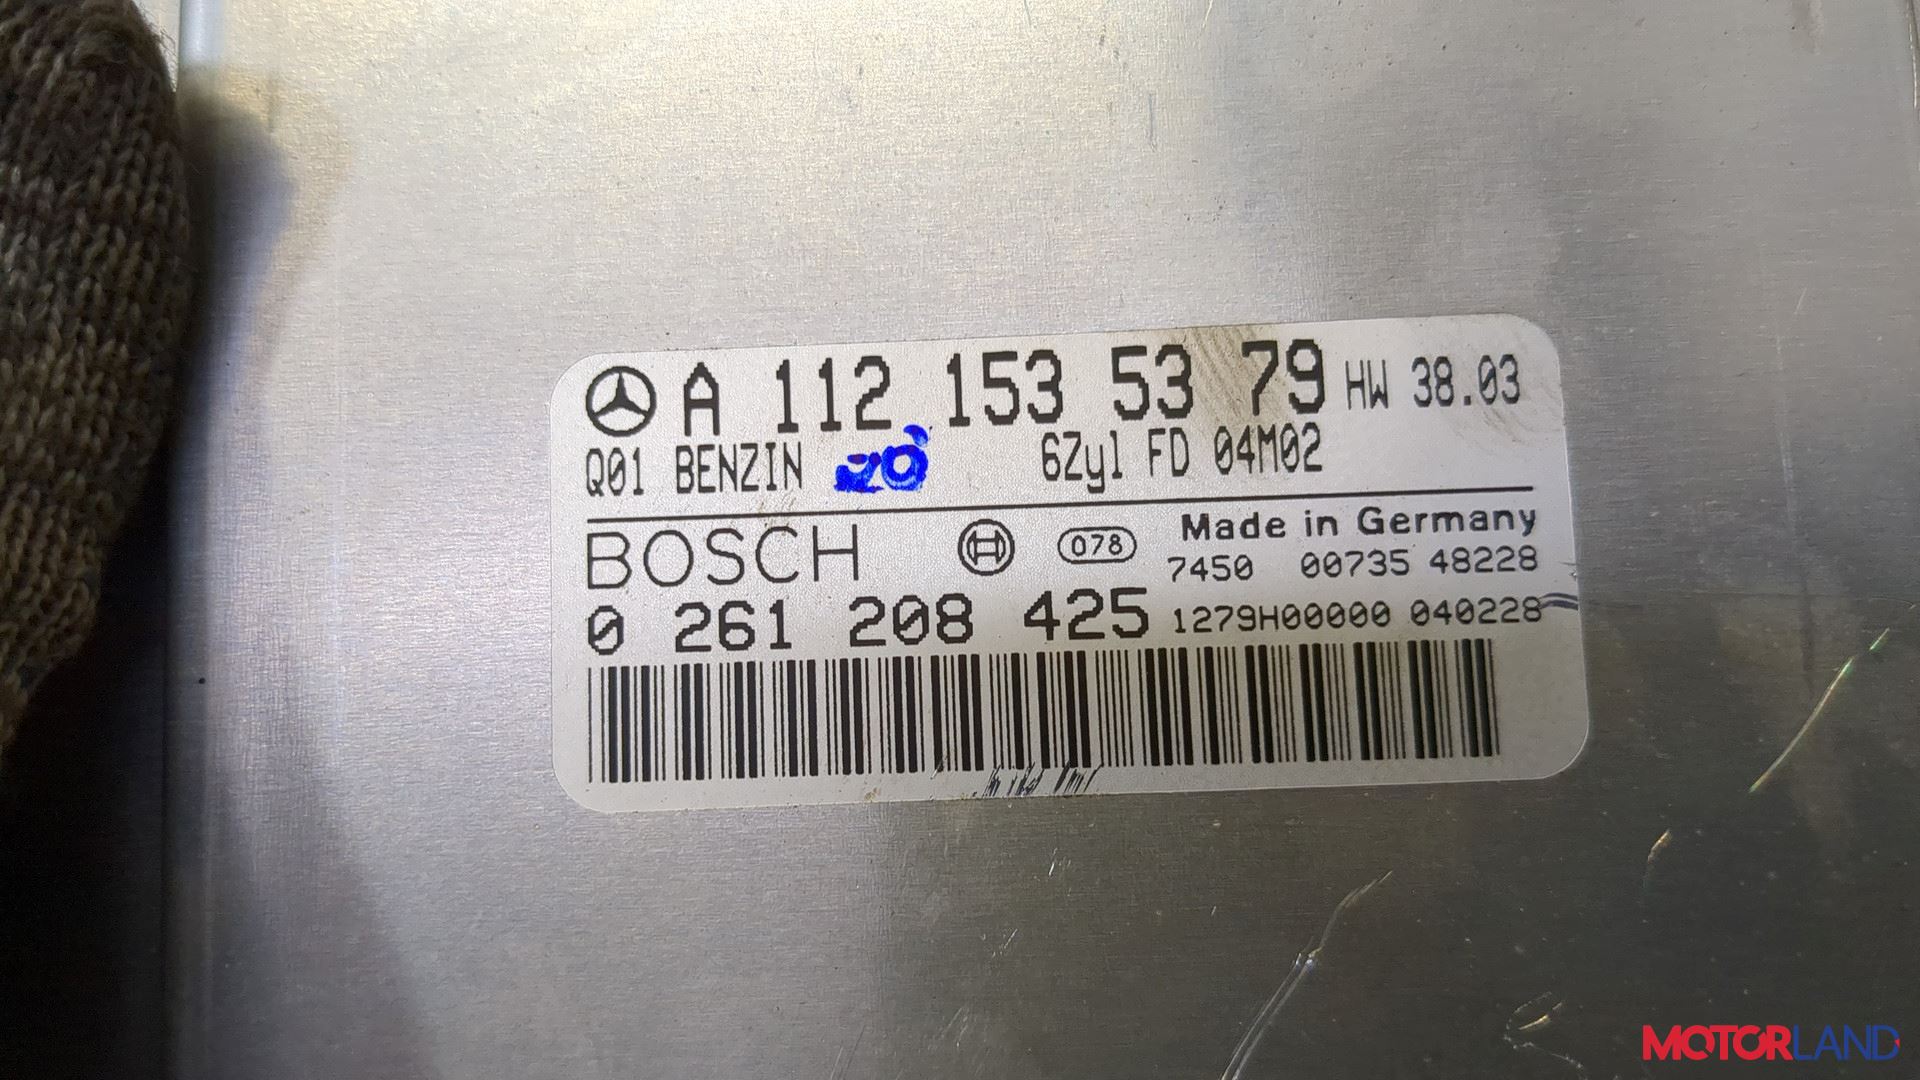 A 112 153 53 79 HW 38.03
Q01 BENZIN 6Zyl FD 04M02
BOSCH 078 Made in Germany
7450 00735 48228
0 261 208 425 1279H00000 040228
MOTORLAND